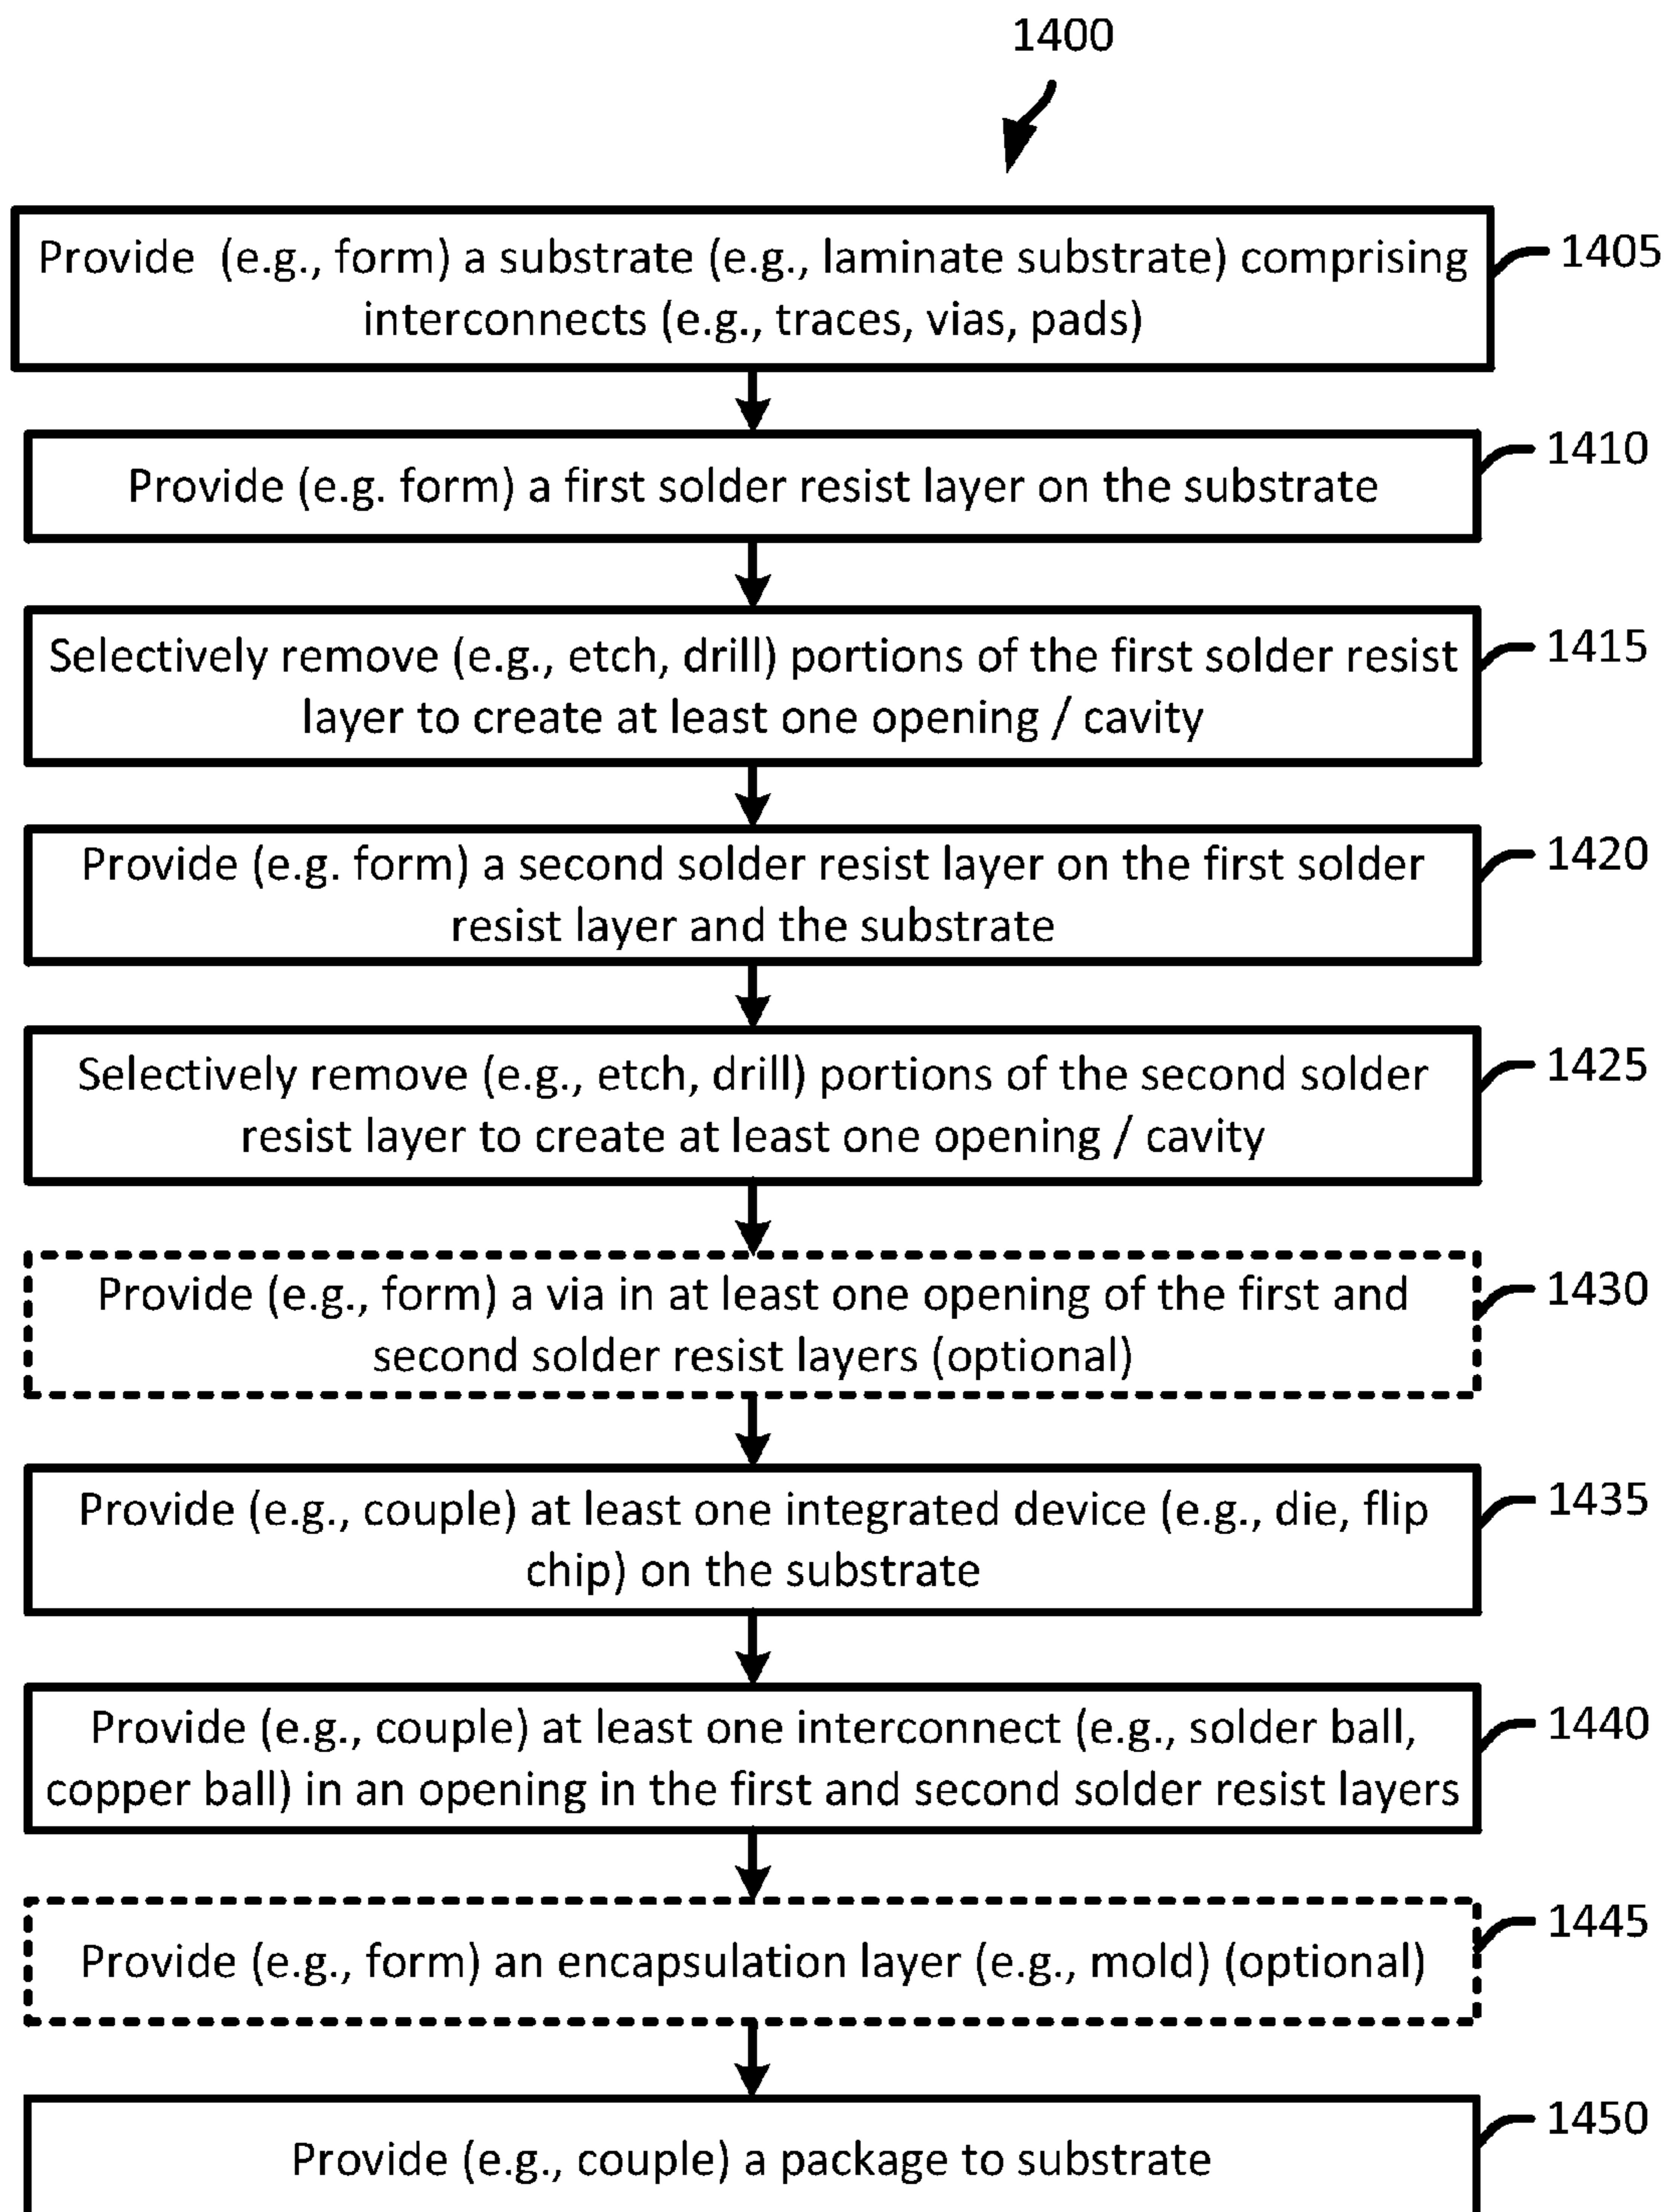 1400
Provide (e.g., form) a substrate (e.g., laminate substrate) comprising
interconnects (e.g., traces, vias, pads)
1405
Provide (e.g. form) a first solder resist layer on the substrate
1410
Selectively remove (e.g., etch, drill) portions of the first solder resist
layer to create at least one opening / cavity
1415
Provide (e.g. form) a second solder resist layer on the first solder
resist layer and the substrate
1420
Selectively remove (e.g., etch, drill) portions of the second solder
resist layer to create at least one opening / cavity
1425
Provide (e.g., form) a via in at least one opening of the first and
second solder resist layers (optional)
1430
Provide (e.g., couple) at least one integrated device (e.g., die, flip
chip) on the substrate
1435
Provide (e.g., couple) at least one interconnect (e.g., solder ball,
copper ball) in an opening in the first and second solder resist layers
1440
Provide (e.g., form) an encapsulation layer (e.g., mold) (optional)
1445
Provide (e.g., couple) a package to substrate
1450